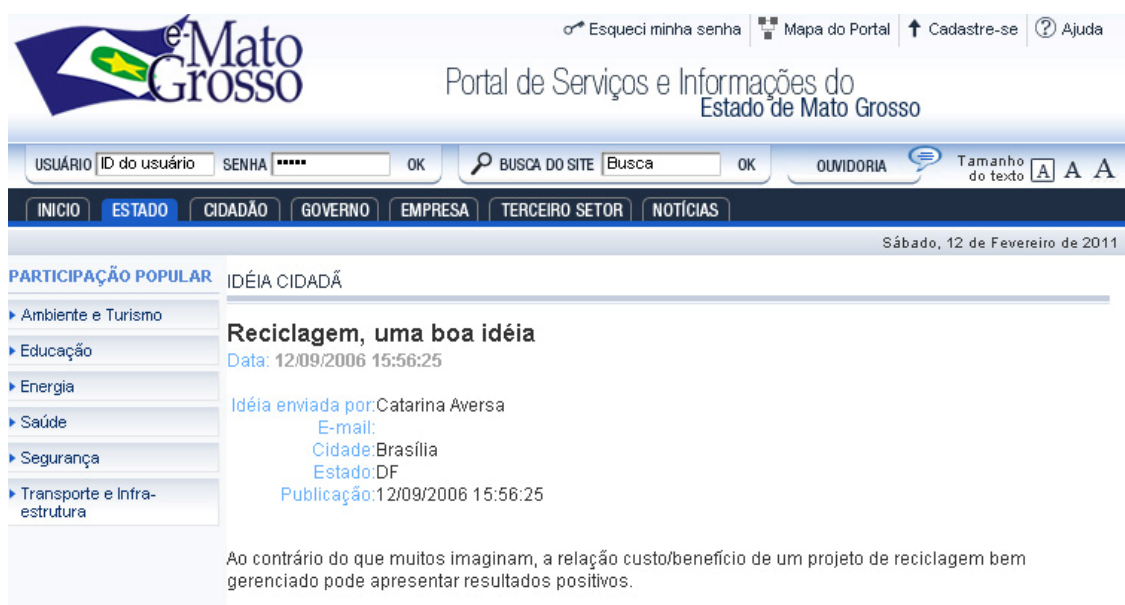 e-Mato
Grosso
Esqueci minha senha
Mapa do Portal
Cadastre-se
Ajuda
Portal de Serviços e Informações do
Estado de Mato Grosso
USUÁRIO ID do usuário SENHA ••••• OK
BUSCA DO SITE Busca OK
OUVIDORIA
Tamanho
do texto A A A
INICIO ESTADO CIDADÃO GOVERNO EMPRESA TERCEIRO SETOR NOTÍCIAS
Sábado, 12 de Fevereiro de 2011
PARTICIPAÇÃO POPULAR
Ambiente e Turismo
Educação
Energia
Saúde
Segurança
Transporte e Infra-
estrutura
IDÉIA CIDADÃ
Reciclagem, uma boa idéia
Data: 12/09/2006 15:56:25
Idéia enviada por:Catarina Aversa
E-mail:
Cidade:Brasília
Estado:DF
Publicação:12/09/2006 15:56:25
Ao contrário do que muitos imaginam, a relação custo/benefício de um projeto de reciclagem bem
gerenciado pode apresentar resultados positivos.